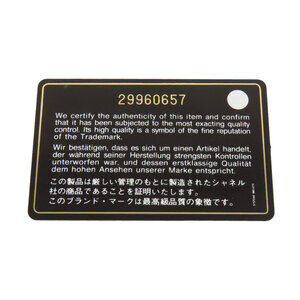 29960657
We certify the authenticity of this item and confirm
that it has been subjected to the most exacting quality
control. Its high quality is a symbol of the fine reputation
of the Trademark.
Wir bestätigen, dass es sich um einen Artikel handelt,
der während seiner Herstellung strengsten Kontrollen
unterworfen war, und dessen erstklassige Qualität
dem hohen Ansehen unserer Marke entspricht.
この製品は厳しい管理のもとに製造されたシャネル
社の商品であることを証明いたします。
このブランド・マークは最高級品質の象徴です。